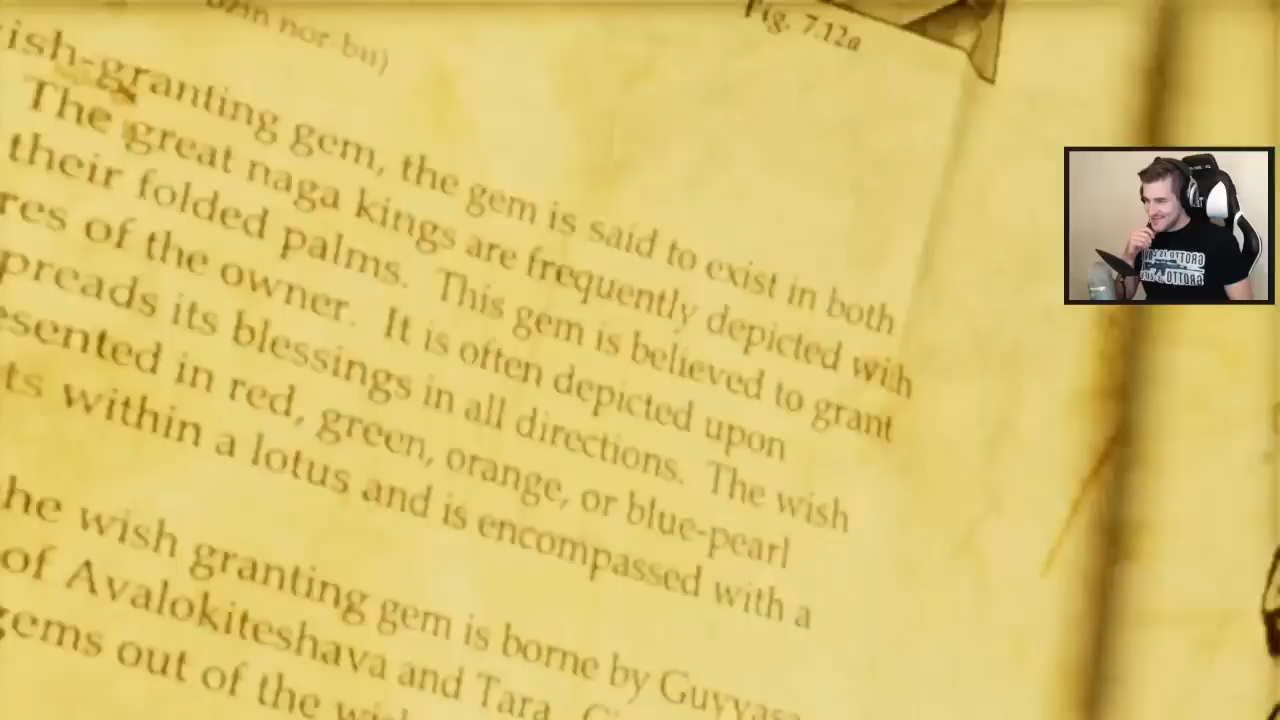 nor-bu)
Fig. 7.12a
ish-granting gem, the gem is said to exist in both
The great naga kings are frequently depicted with
their folded palms. This gem is believed to grant
res of the owner. It is often depicted upon
preads its blessings in all directions. The wish
esented in red, green, orange, or blue-pearl
ts within a lotus and is encompassed with a
he wish granting gem is borne by
of Avalokiteshava and Tara.
gems out of the